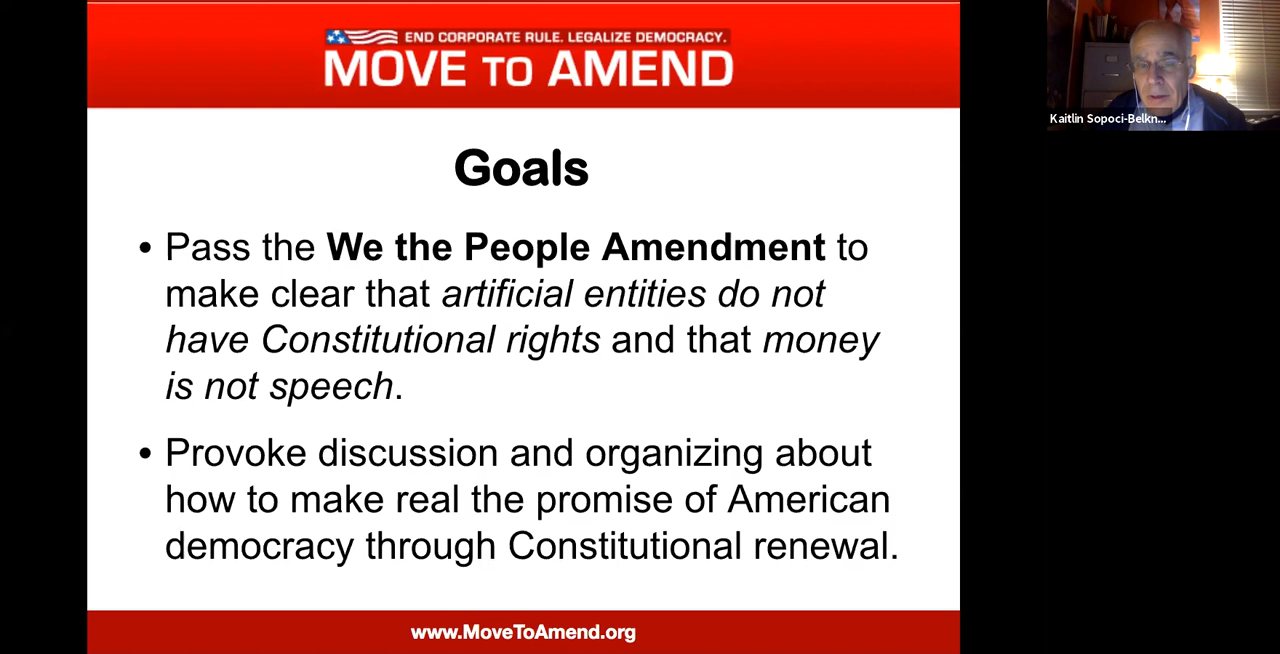 END CORPORATE RULE. LEGALIZE DEMOCRACY.
MOVE TO AMEND
Kaitlin Sopoci-Belkn...
Goals
• Pass the We the People Amendment to
make clear that artificial entities do not
have Constitutional rights and that money
is not speech.
• Provoke discussion and organizing about
how to make real the promise of American
democracy through Constitutional renewal.
www.MoveToAmend.org